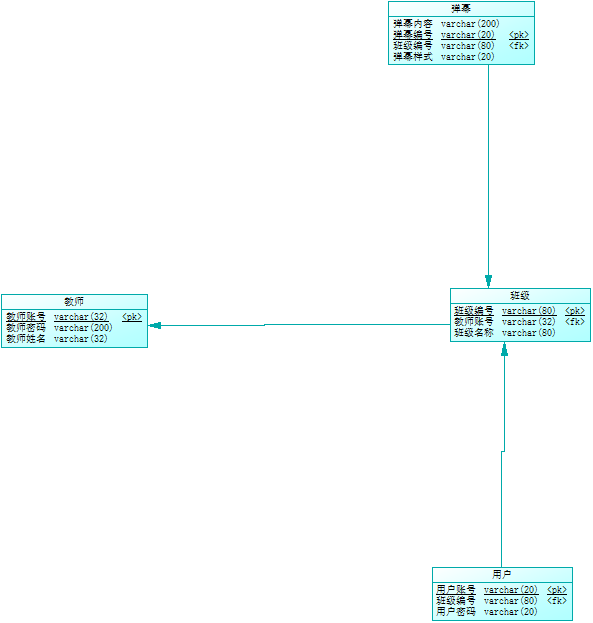 弹幕
弹幕内容 varchar(200)
弹幕编号 varchar(20) <pk>
班级编号 varchar(80) <fk>
弹幕样式 varchar(20)
教师
教师账号 varchar(32) <pk>
教师密码 varchar(200)
教师姓名 varchar(32)
班级
班级编号 varchar(80) <pk>
教师账号 varchar(32) <fk>
班级名称 varchar(80)
用户
用户账号 varchar(20) <pk>
班级编号 varchar(80) <fk>
用户密码 varchar(20)